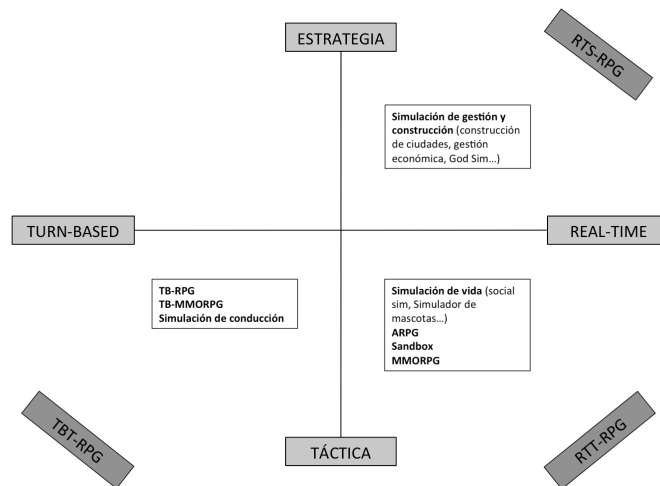 ESTRATEGIA
RTS-RPG
Simulación de gestión y
construcción (construcción
de ciudades, gestión
económica, God Sim...)
TURN-BASED
REAL-TIME
TB-RPG
TB-MMORPG
Simulación de conducción
Simulación de vida (social
sim, Simulador de
mascotas...)
ARPG
Sandbox
MMORPG
TBT-RPG
TÁCTICA
RTT-RPG